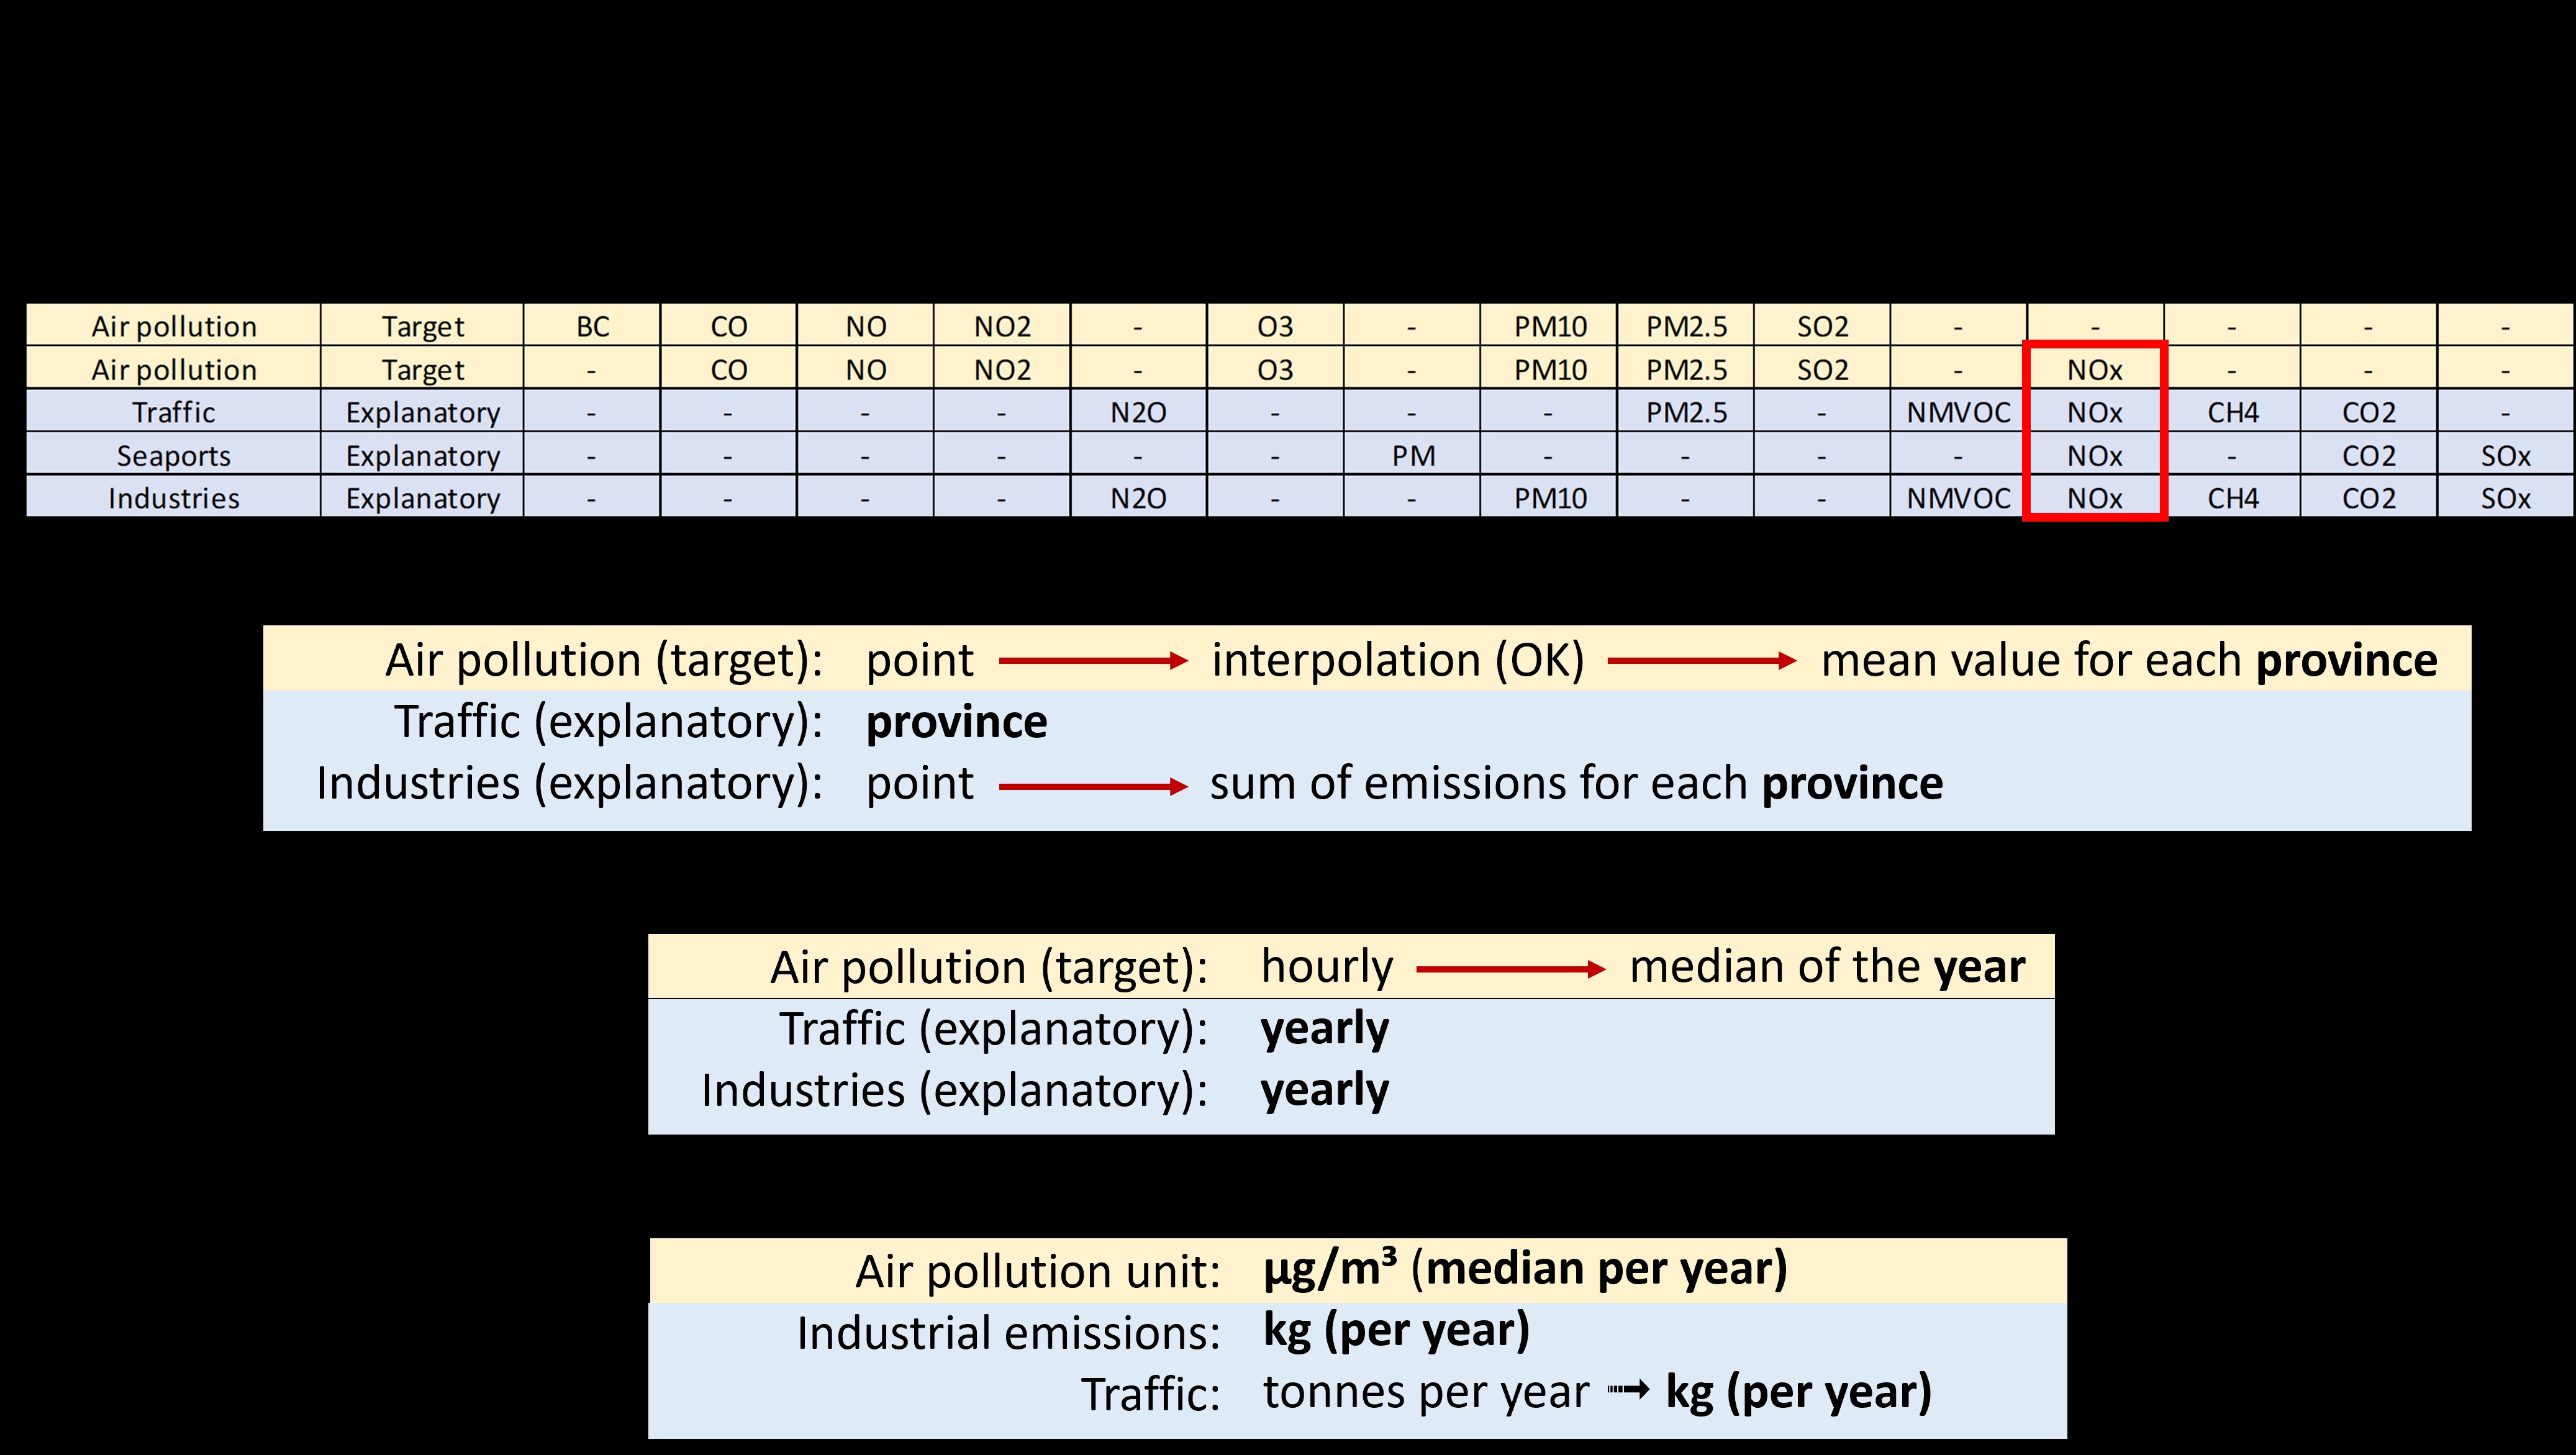 Air pollution Target BC CO NO NO2 - O3 - PM10 PM2.5 SO2 - - - - -
Air pollution Target - CO NO NO2 - O3 - PM10 PM2.5 SO2 - NOx - - -
Traffic Explanatory - - - - N2O - - - PM2.5 - NMVOC NOx CH4 CO2 -
Seaports Explanatory - - - - - - PM - - - - NOx - CO2 SOx
Industries Explanatory - - - - N2O - - PM10 - - NMVOC NOx CH4 CO2 SOx
Air pollution (target): point → interpolation (OK) → mean value for each province
Traffic (explanatory): province
Industries (explanatory): point → sum of emissions for each province
Air pollution (target): hourly → median of the year
Traffic (explanatory): yearly
Industries (explanatory): yearly
Air pollution unit: µg/m³ (median per year)
Industrial emissions: kg (per year)
Traffic: tonnes per year ➟ kg (per year)